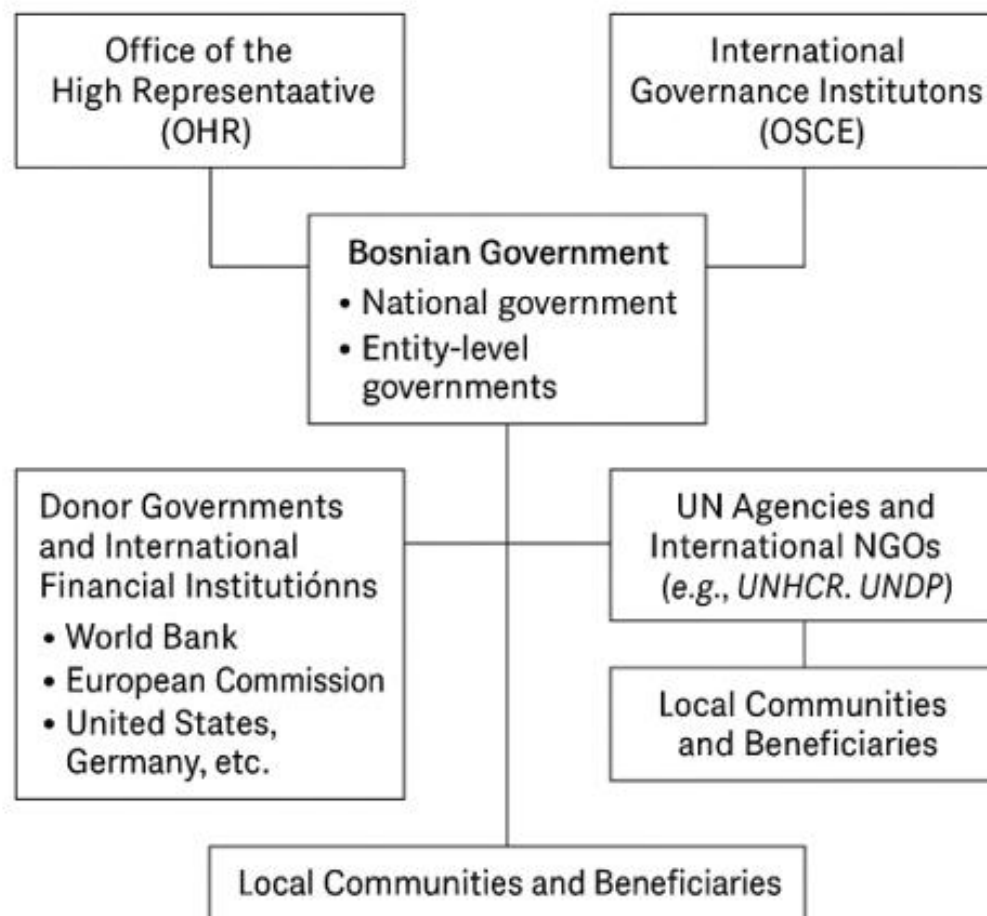 Office of the
High Representaative
(OHR)
International
Governance Institutons
(OSCE)
Bosnian Government
• National government
• Entity-level
governments
Donor Governments
and International
Financial Institutiónns
• World Bank
• European Commission
• United States,
Germany, etc.
UN Agencies and
International NGOs
(e.g., UNHCR. UNDP)
Local Communities
and Beneficiaries
Local Communities and Beneficiaries